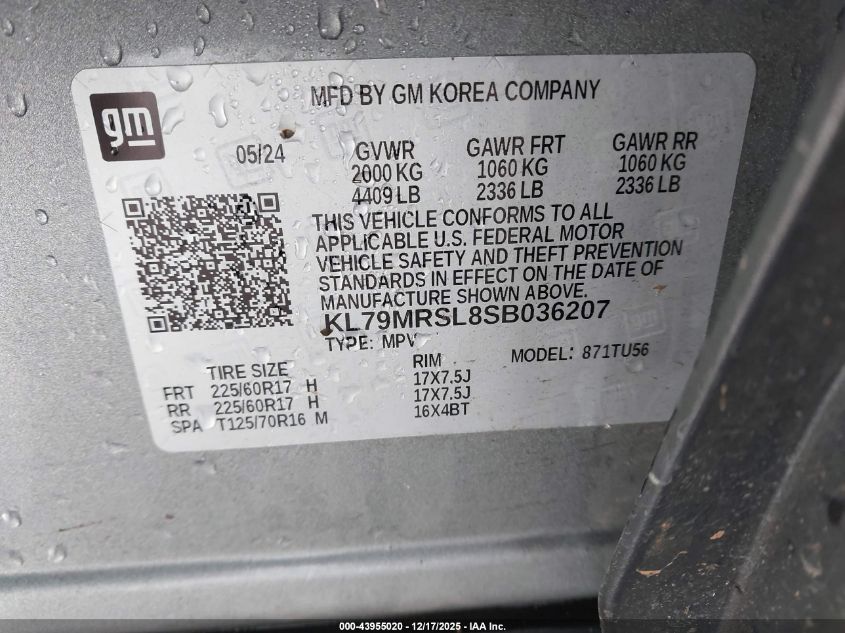 gm
MFD BY GM KOREA COMPANY
05/24 GVWR GAWR FRT GAWR RR
2000 KG 1060 KG 1060 KG
4409 LB 2336 LB 2336 LB
THIS VEHICLE CONFORMS TO ALL
APPLICABLE U.S. FEDERAL MOTOR
VEHICLE SAFETY AND THEFT PREVENTION
STANDARDS IN EFFECT ON THE DATE OF
MANUFACTURE SHOWN ABOVE.
KL79MRSL8SB036207
TYPE: MPV MODEL: 871TU56
TIRE SIZE RIM
FRT 225/60R17 H 17X7.5J
RR 225/60R17 H 17X7.5J
SPA T125/70R16 M 16X4BT
000-43955020 - 12/17/2025 - IAA Inc.